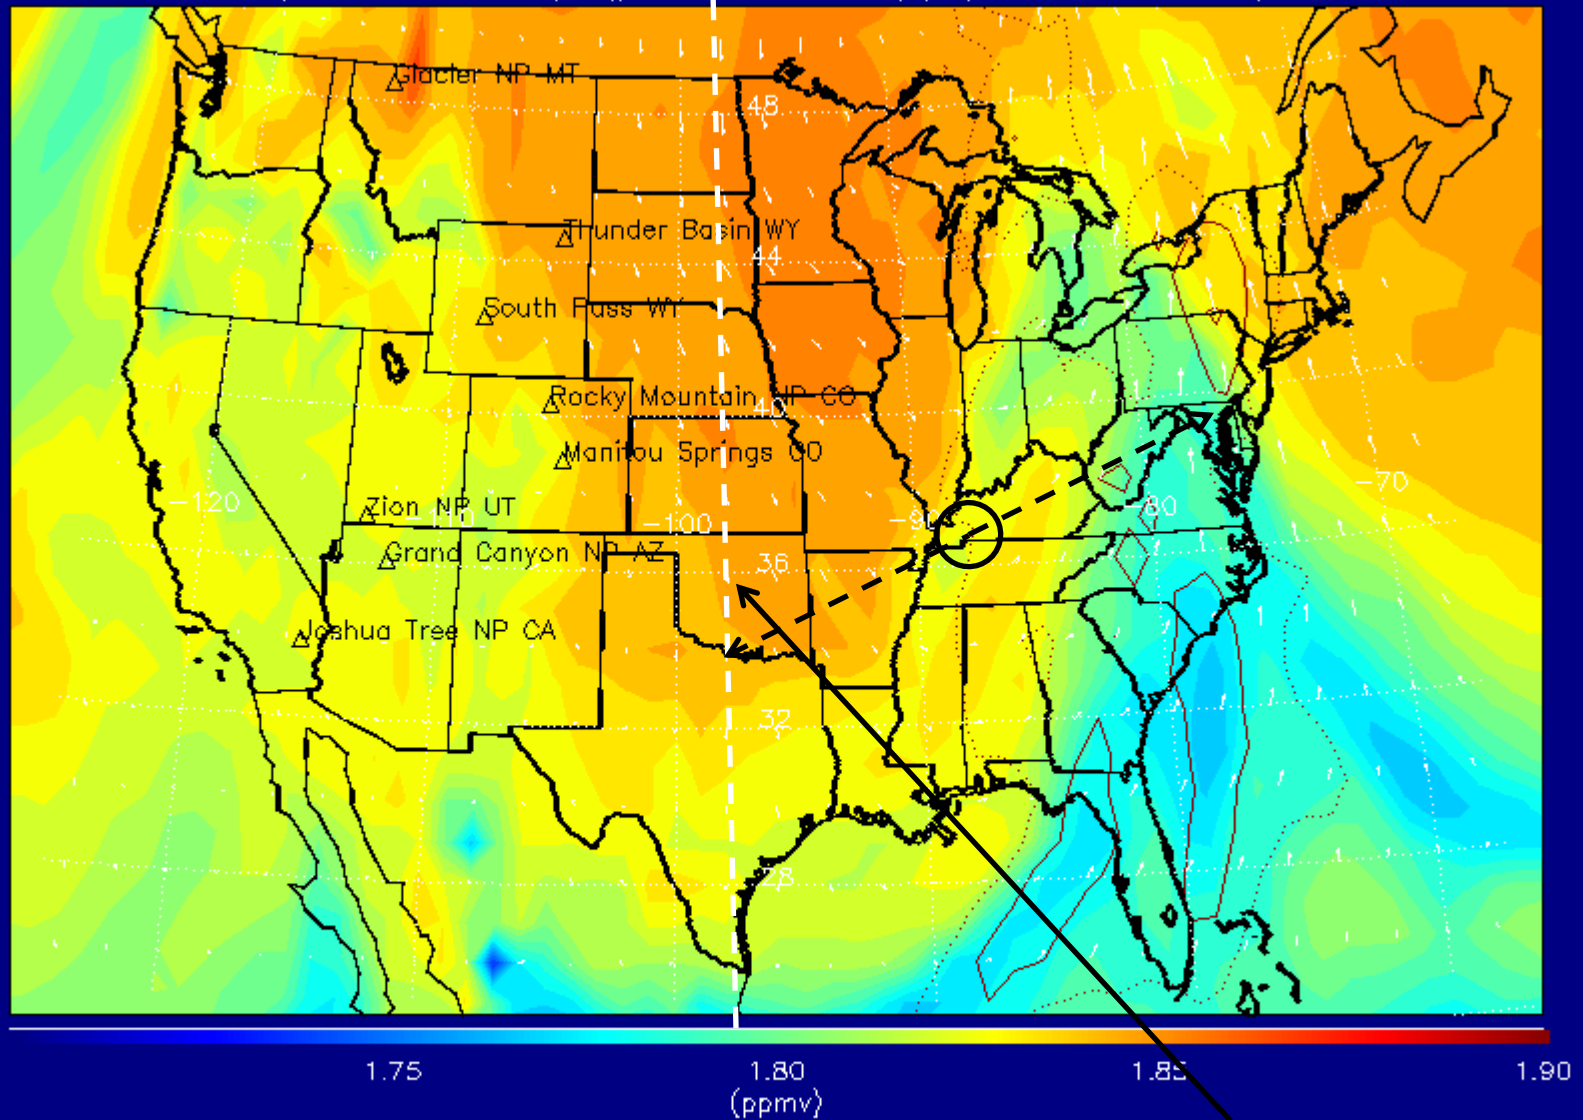 Glacier NP MT
48
Thunder Basin WY
44
South Pass WY
Rocky Mountain NP CO
40
Manitou Springs CO
-120
Zion NP UT
-110
-100
-90
-80
-70
Grand Canyon NP AZ
36
Joshua Tree NP CA
32
28
1.75
1.80
1.85
1.90
(ppmv)